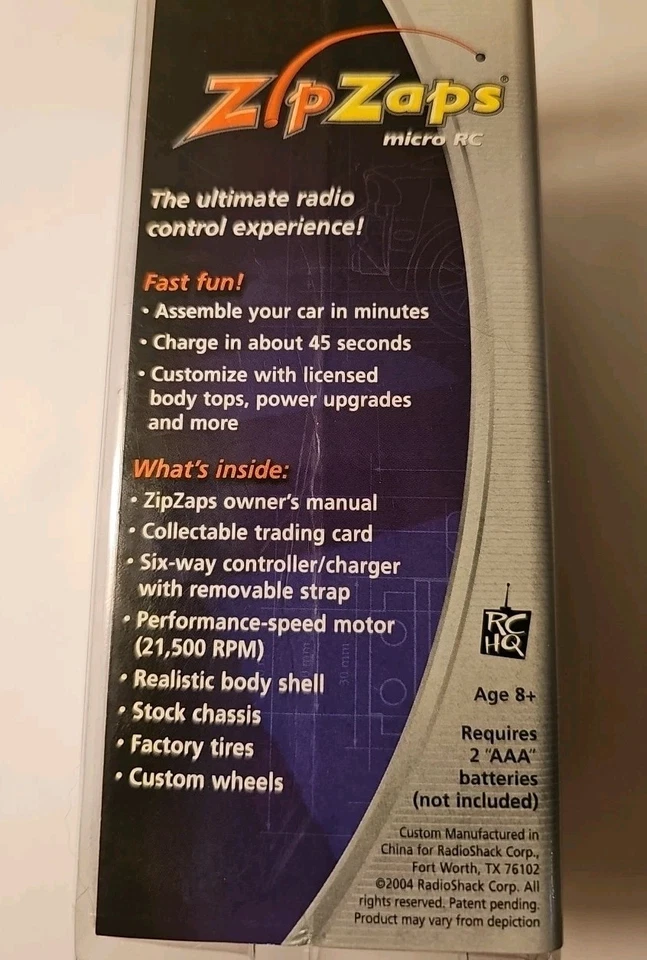 ZipZaps®
micro RC
The ultimate radio
control experience!
Fast fun!
• Assemble your car in minutes
• Charge in about 45 seconds
• Customize with licensed
body tops, power upgrades
and more
What's inside:
• ZipZaps owner's manual
• Collectable trading card
• Six-way controller/charger
with removable strap
• Performance-speed motor
(21,500 RPM)
• Realistic body shell
• Stock chassis
• Factory tires
• Custom wheels
30 mm
RC
HQ
Age 8+
Requires
2 "AAA"
batteries
(not included)
Custom Manufactured in
China for RadioShack Corp.,
Fort Worth, TX 76102
©2004 RadioShack Corp. All
rights reserved. Patent pending.
Product may vary from depiction